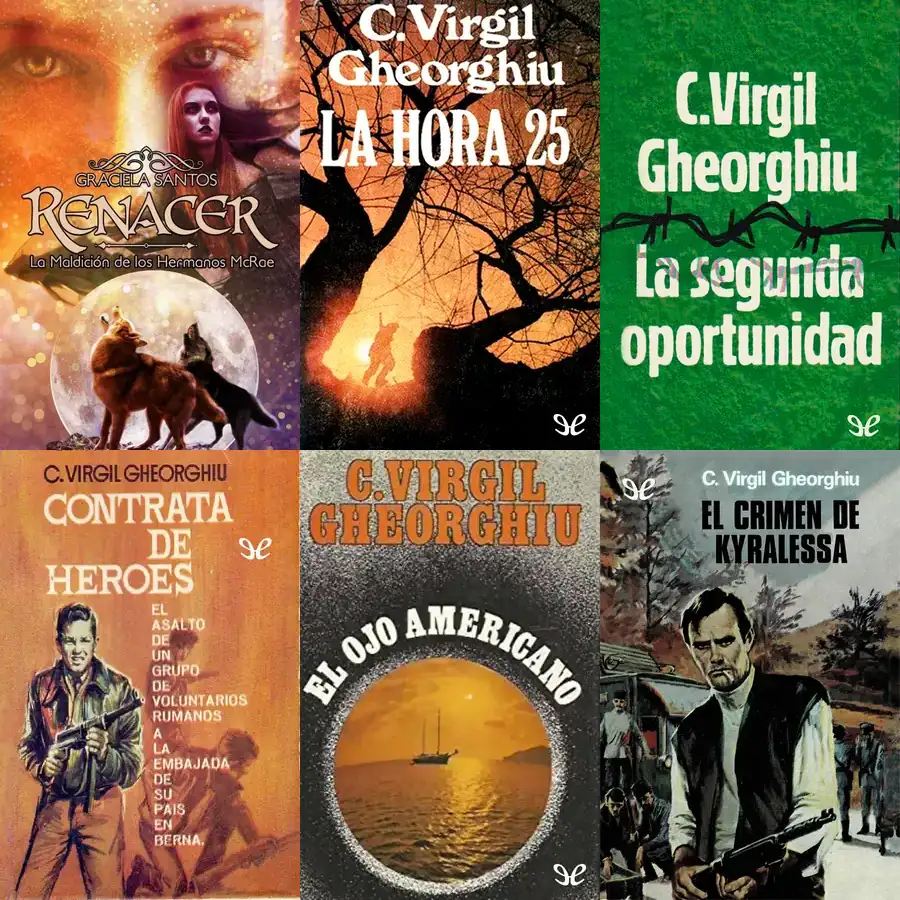 GRACIELA SANTOS
RENACER
La Maldición de los Hermanos McRae
C. Virgil
Gheorghiu
LA HORA 25
C. Virgil
Gheorghiu
La segunda
oportunidad
C. VIRGIL GHEORGHIU
CONTRATA
DE
HEROES
EL
ASALTO
DE
UN
GRUPO
DE
VOLUNTARIOS
RUMANOS
A
LA
EMBAJADA
DE
SU
PAIS
EN
BERNA.
C. VIRGIL
GHEORGHIU
EL OJO AMERICANO
C. Virgil Gheorghiu
EL CRIMEN DE
KYRALESSA